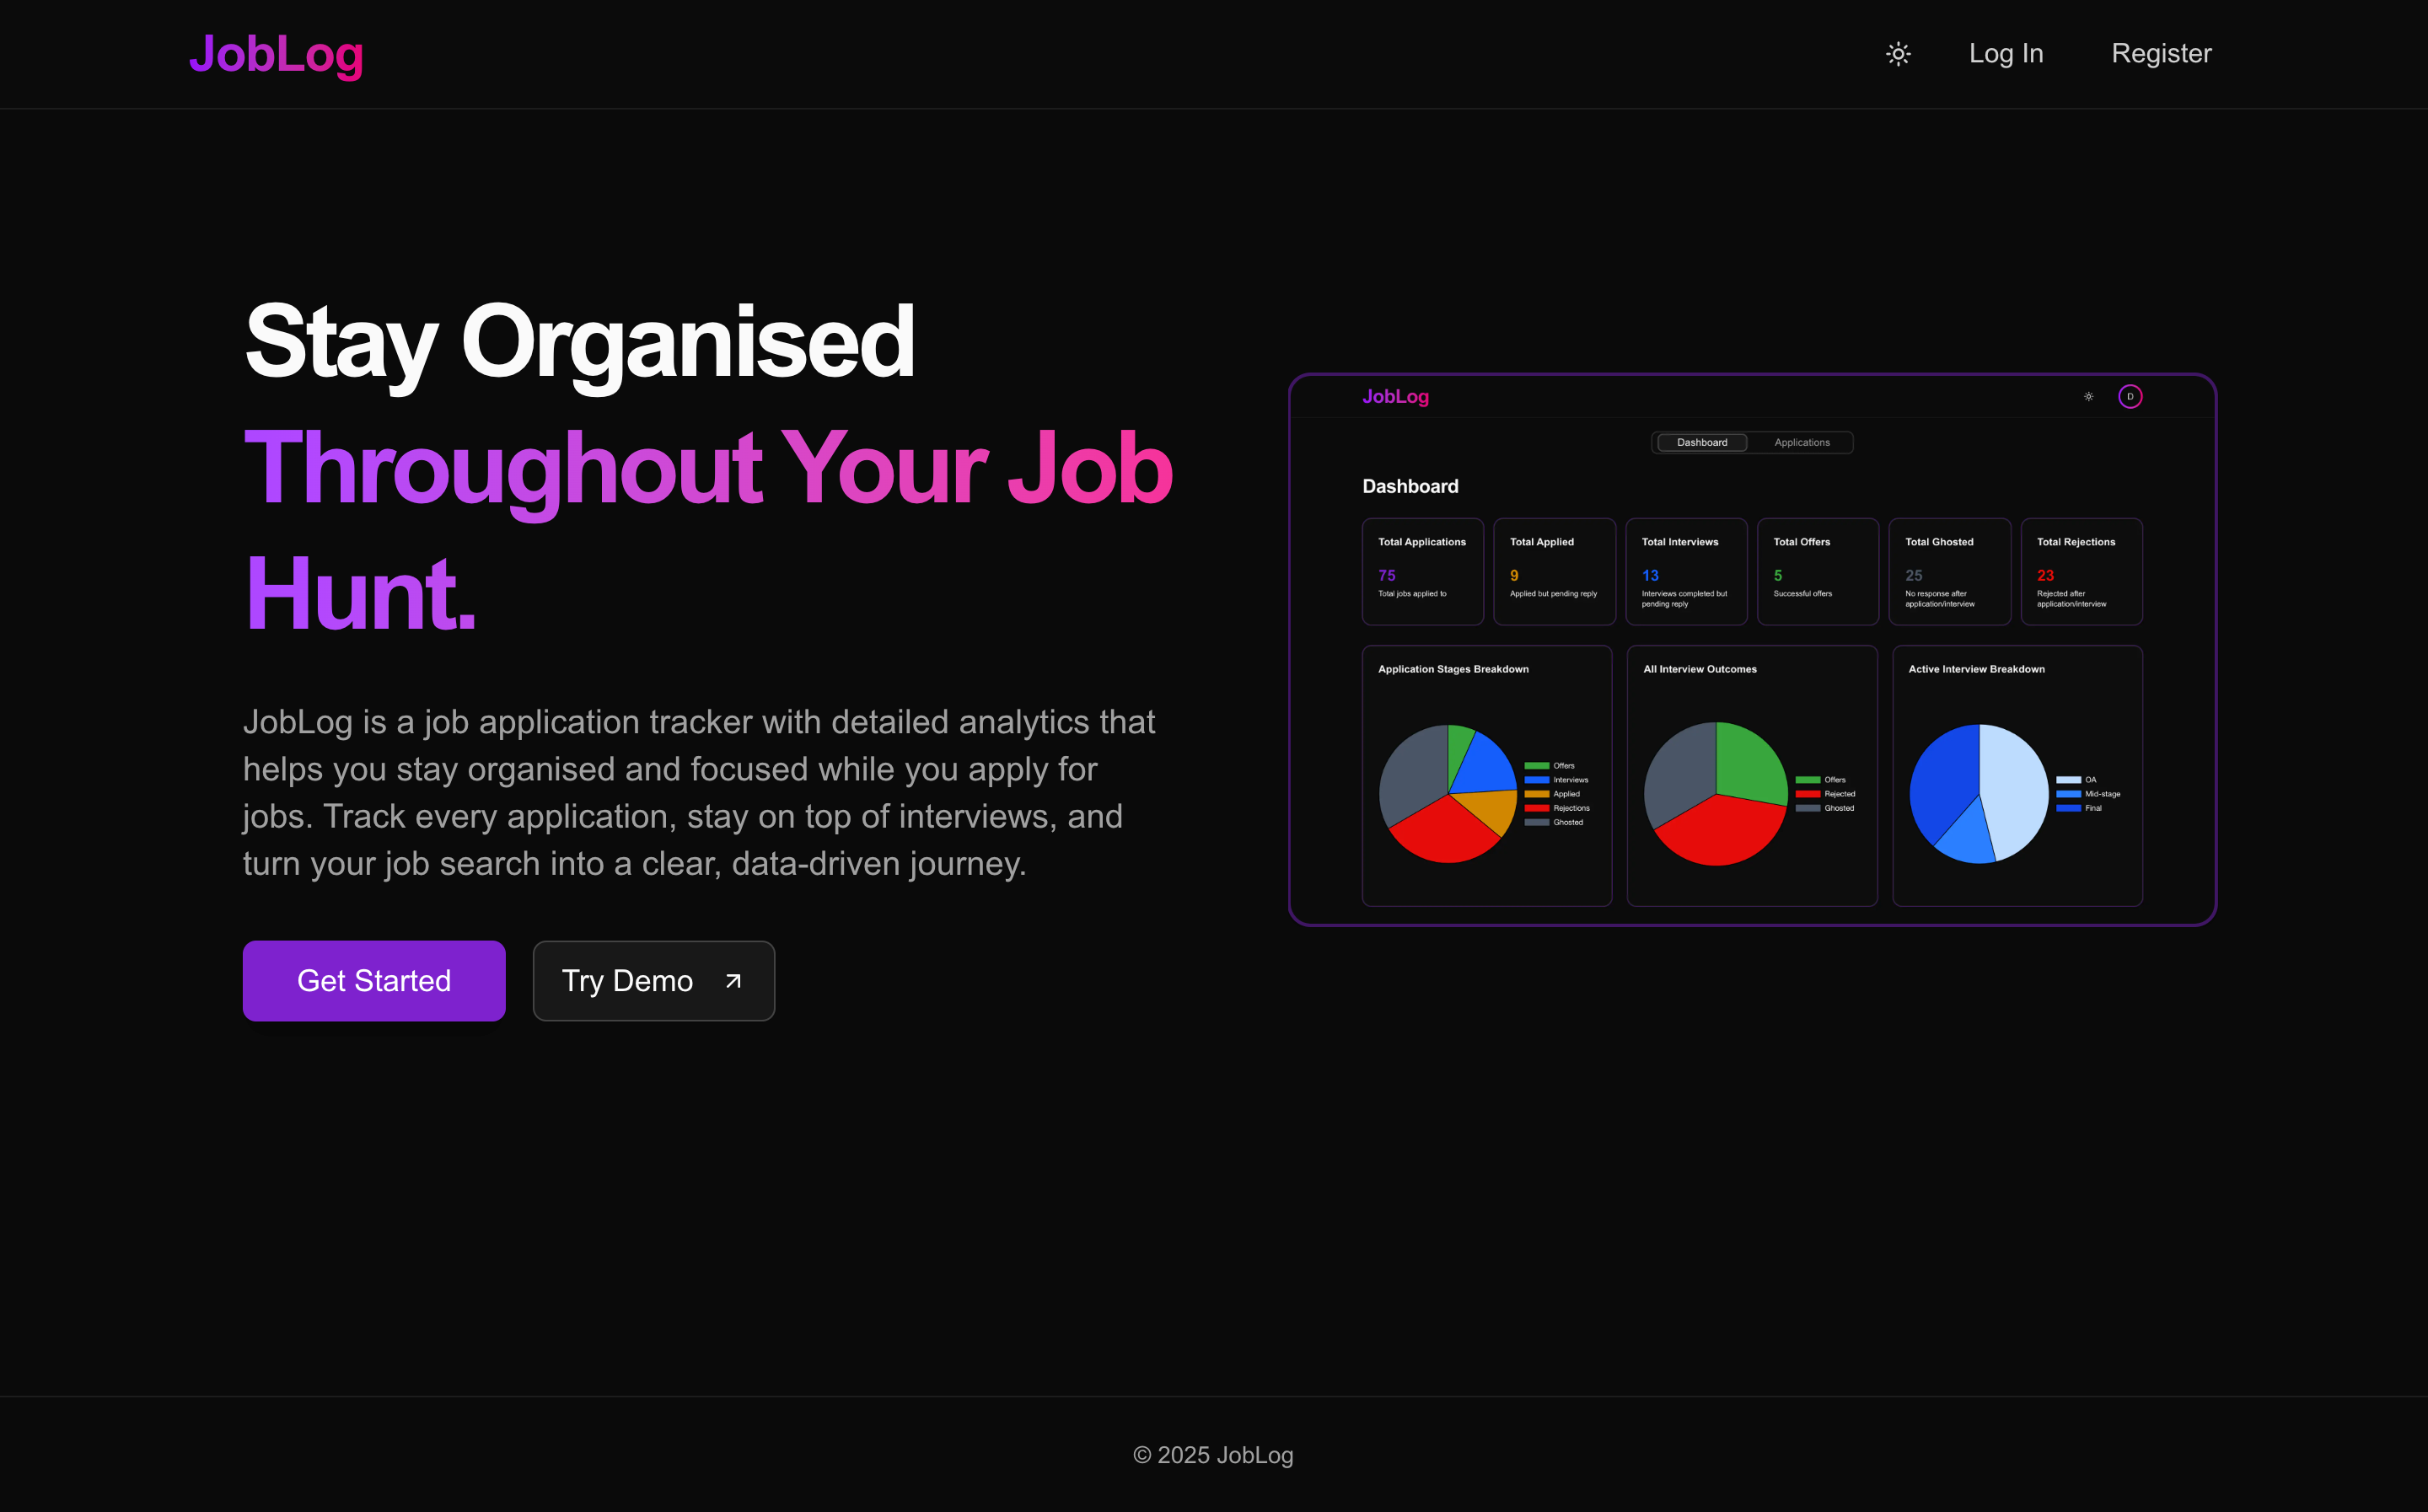 JobLog
Log In
Register
Stay Organised
Throughout Your Job
Hunt.
JobLog is a job application tracker with detailed analytics that
helps you stay organised and focused while you apply for
jobs. Track every application, stay on top of interviews, and
turn your job search into a clear, data-driven journey.
Get Started
Try Demo
JobLog
D
Dashboard
Applications
Dashboard
Total Applications
75
Total jobs applied to
Total Applied
9
Applied but pending reply
Total Interviews
13
Interviews completed but
pending reply
Total Offers
5
Successful offers
Total Ghosted
25
No response after
application/interview
Total Rejections
23
Rejected after
application/interview
Application Stages Breakdown
Offers
Interviews
Applied
Rejections
Ghosted
All Interview Outcomes
Offers
Rejected
Ghosted
Active Interview Breakdown
OA
Mid-stage
Final
© 2025 JobLog